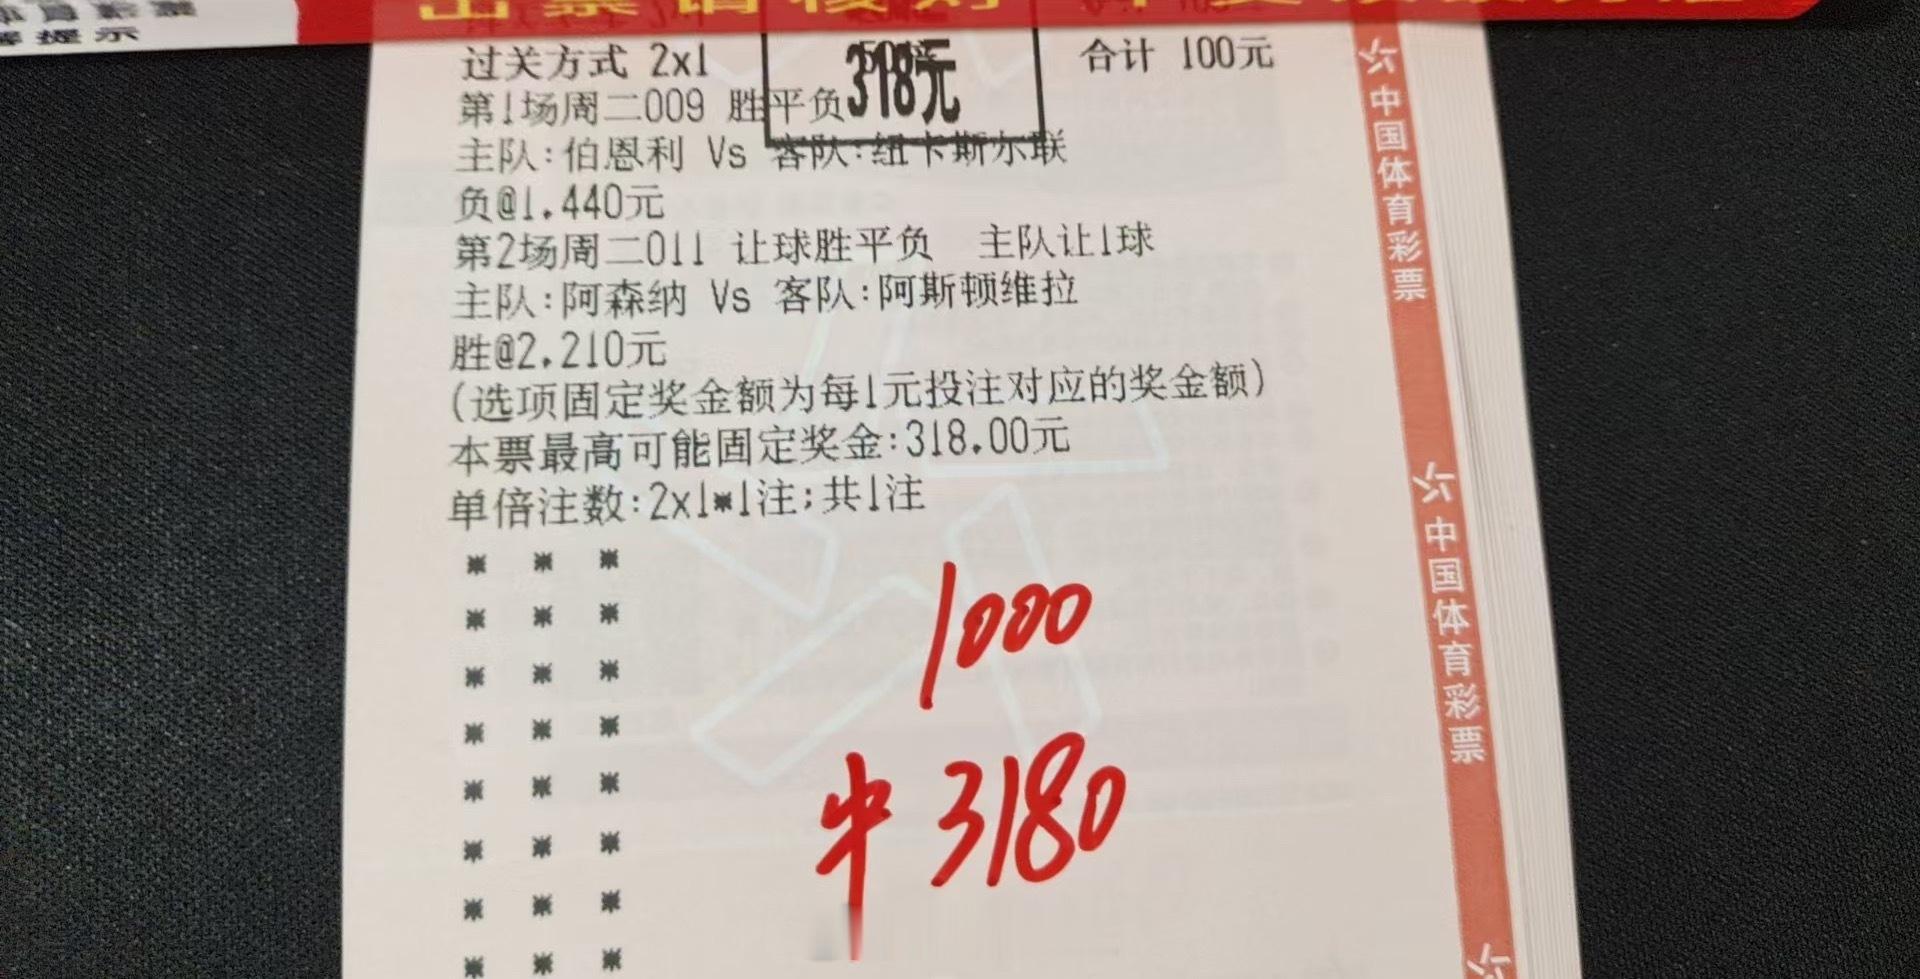 提示
过关方式 2x1
318元
合计 100元
第1场周二009 胜平负
主队:伯恩利 Vs 客队:纽卡斯尔联
负@1.440元
第2场周二011 让球胜平负 主队让1球
主队:阿森纳 Vs 客队:阿斯顿维拉
胜@2.210元
(选项固定奖金额为每1元投注对应的奖金额)
本票最高可能固定奖金:318.00元
单倍注数:2x1*1注;共1注
1000
中3180
中国体育彩票
中国体育彩票